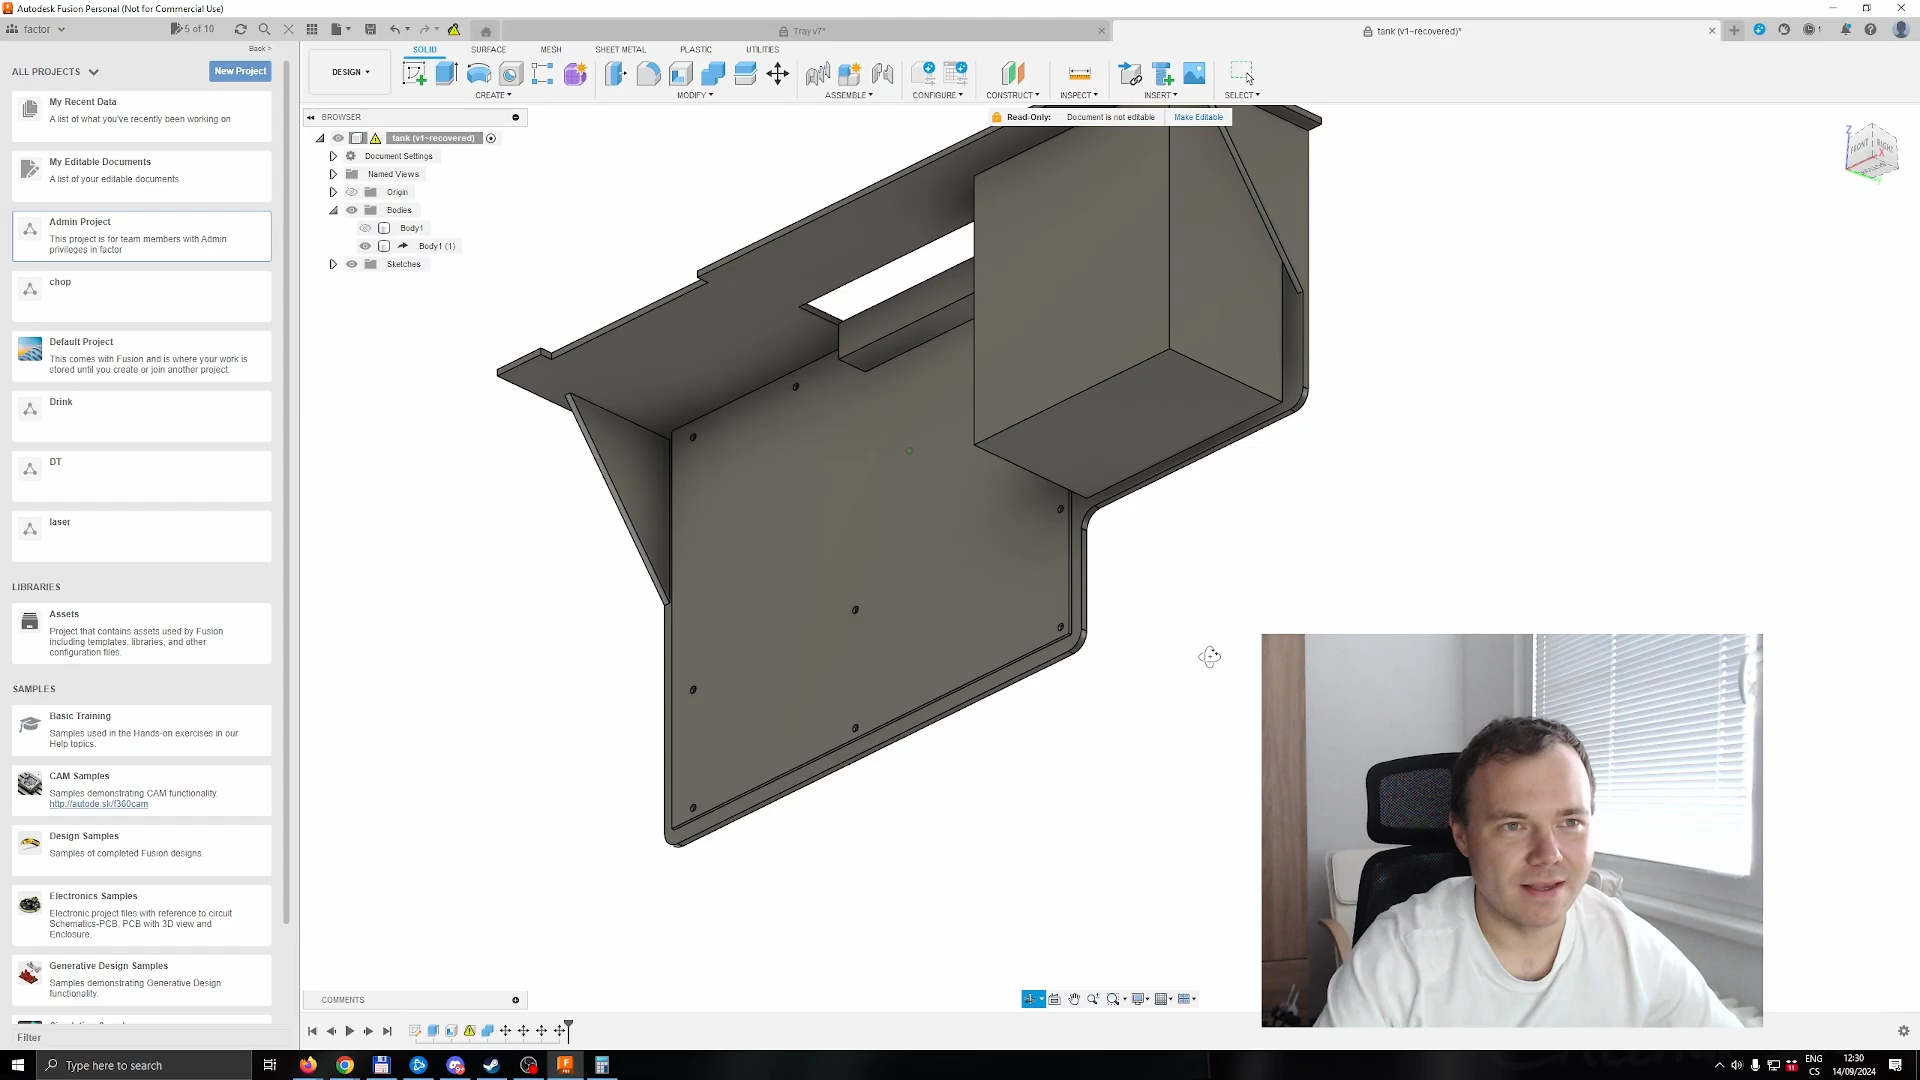 Autodesk Fusion Personal (Not for Commercial Use)
factor
5 of 10
Tray v7*
tank (v1~recovered)*
Back >
ALL PROJECTS
New Project
My Recent Data
A list of what you've recently been working on
My Editable Documents
A list of your editable documents
Admin Project
This project is for team members with Admin
privileges in factor
chop
Default Project
This comes with Fusion and is where your work is
stored until you create or join another project.
Drink
DT
laser
LIBRARIES
Assets
Project that contains assets used by Fusion
including templates, libraries, and other
configuration files.
SAMPLES
Basic Training
Samples used in the Hands-on exercises in our
Help topics.
CAM Samples
Samples demonstrating CAM functionality.
http://autode.sk/f360cam
Design Samples
Samples of completed Fusion designs.
Electronics Samples
Electronic project files with reference to circuit
Schematics-PCB, PCB with 3D view and
Enclosure.
Generative Design Samples
Samples demonstrating Generative Design
functionality.
Filter
DESIGN
SOLID
SURFACE
MESH
SHEET METAL
PLASTIC
UTILITIES
CREATE
MODIFY
ASSEMBLE
CONFIGURE
CONSTRUCT
INSPECT
INSERT
SELECT
BROWSER
Read-Only:
Document is not editable
Make Editable
tank (v1~recovered)
Document Settings
Named Views
Origin
Bodies
Body1
Body1 (1)
Sketches
Z
FRONT
RIGHT
X
COMMENTS
Type here to search
ENG
CS
12:30
14/09/2024